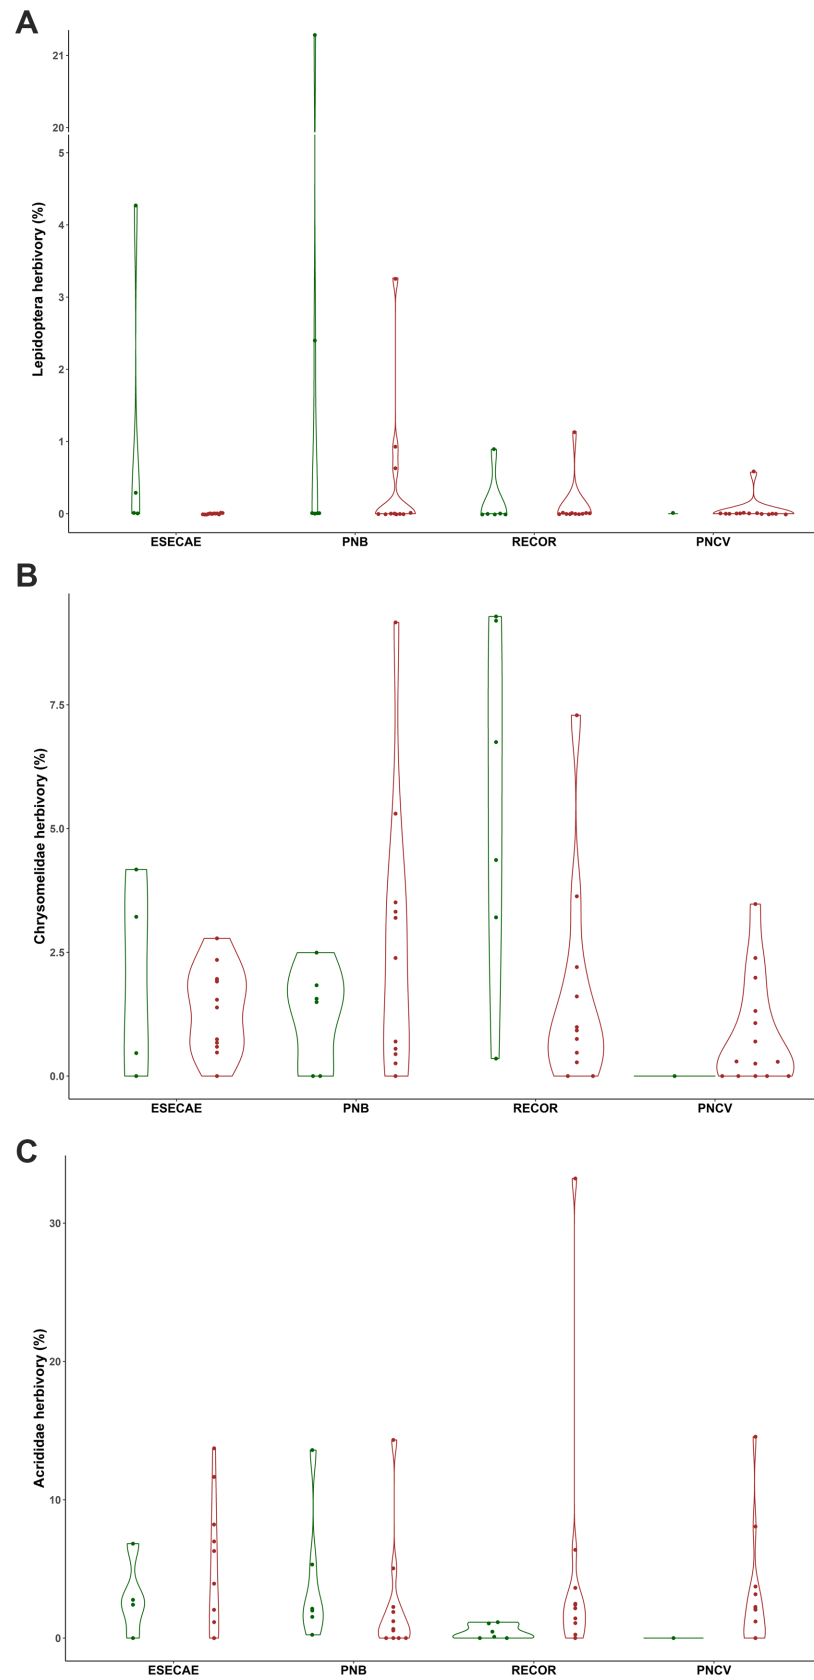 A
21
20
5
4
3
2
1
0
Lepidoptera herbivory (%)
ESECAE PNB RECOR PNCV
B
7.5
5.0
2.5
0.0
Chrysomelidae herbivory (%)
ESECAE PNB RECOR PNCV
C
30
20
10
0
Acrididae herbivory (%)
ESECAE PNB RECOR PNCV